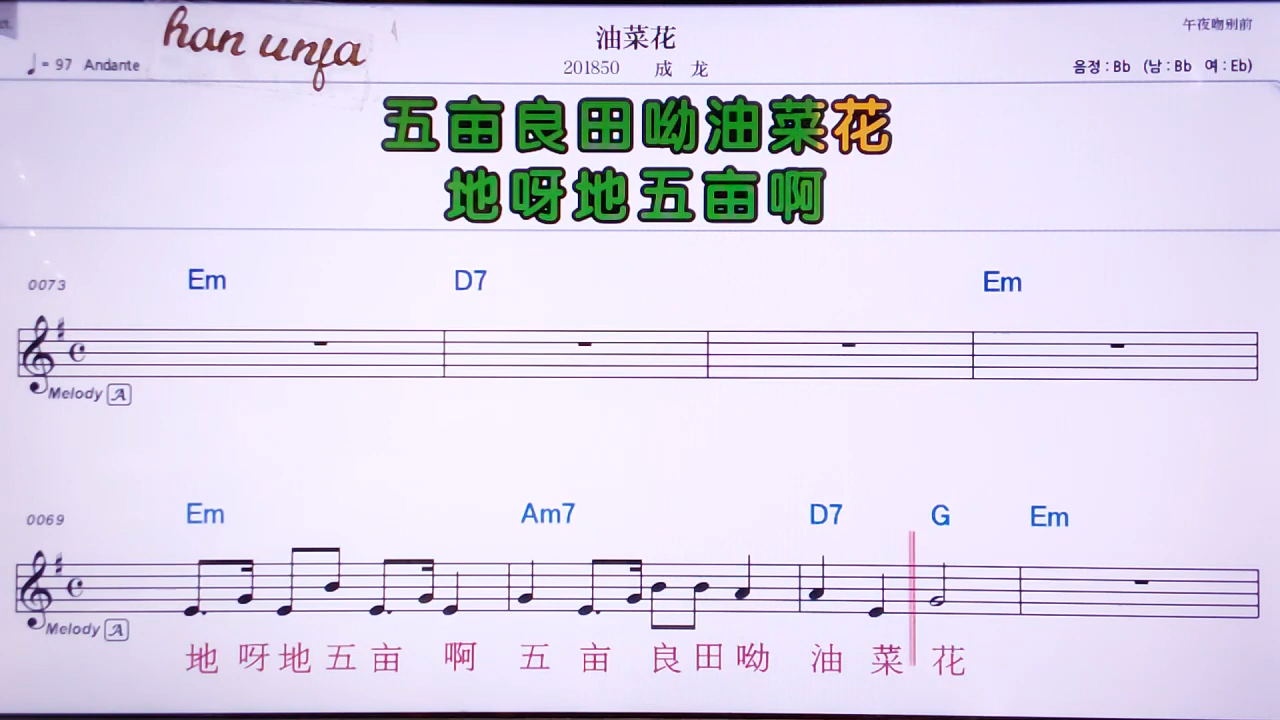 han unfa
油菜花
午夜吻别前
♩= 97 Andante
201850 成 龙
음정 : Bb (남 : Bb 여 : Eb)
五亩良田呦油菜花
地呀地五亩啊
0073 Em D7 Em
Melody A
0069 Em Am7 D7 G Em
Melody A
地 呀 地 五 亩 啊 五 亩 良 田 呦 油 菜 花